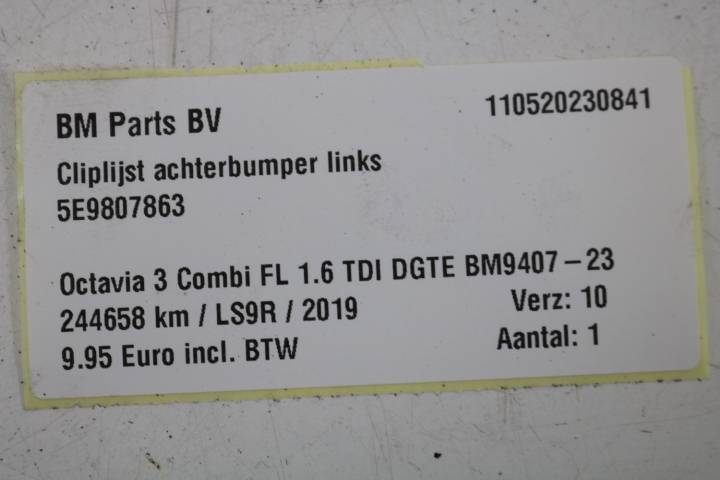 BM Parts BV 110520230841
Cliplijst achterbumper links
5E9807863
Octavia 3 Combi FL 1.6 TDI DGTE BM9407-23
244658 km / LS9R / 2019 Verz: 10
9.95 Euro incl. BTW Aantal: 1